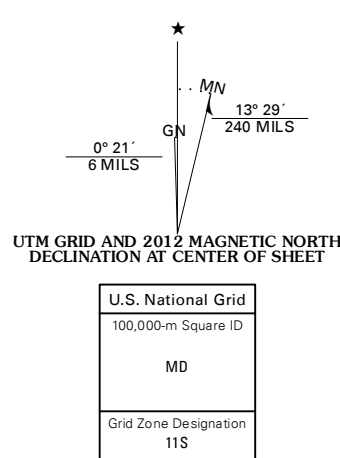 ★
MN
GN
13° 29´
240 MILS
0° 21´
6 MILS
UTM GRID AND 2012 MAGNETIC NORTH
DECLINATION AT CENTER OF SHEET
U.S. National Grid
100,000-m Square ID
MD
Grid Zone Designation
11S